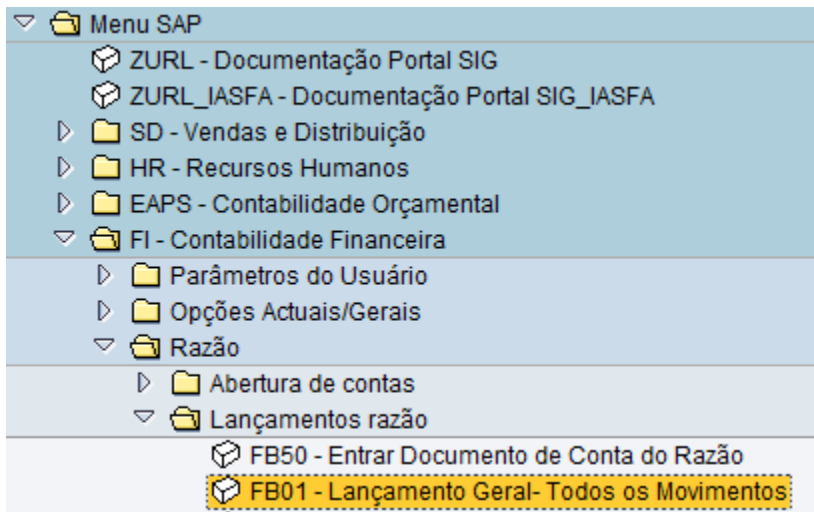 Menu SAP
ZURL - Documentação Portal SIG
ZURL_IASFA - Documentação Portal SIG_IASFA
SD - Vendas e Distribuição
HR - Recursos Humanos
EAPS - Contabilidade Orçamental
FI - Contabilidade Financeira
Parâmetros do Usuário
Opções Actuais/Gerais
Razão
Abertura de contas
Lançamentos razão
FB50 - Entrar Documento de Conta do Razão
FB01 - Lançamento Geral- Todos os Movimentos